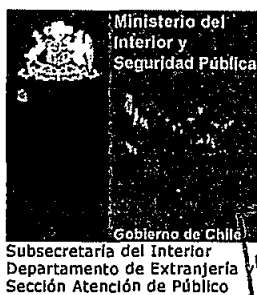 Ministerio del
Interior y
Seguridad Pública
Gobierno de Chile
Subsecretaría del Interior
Departamento de Extranjería y
Sección Atención de Público